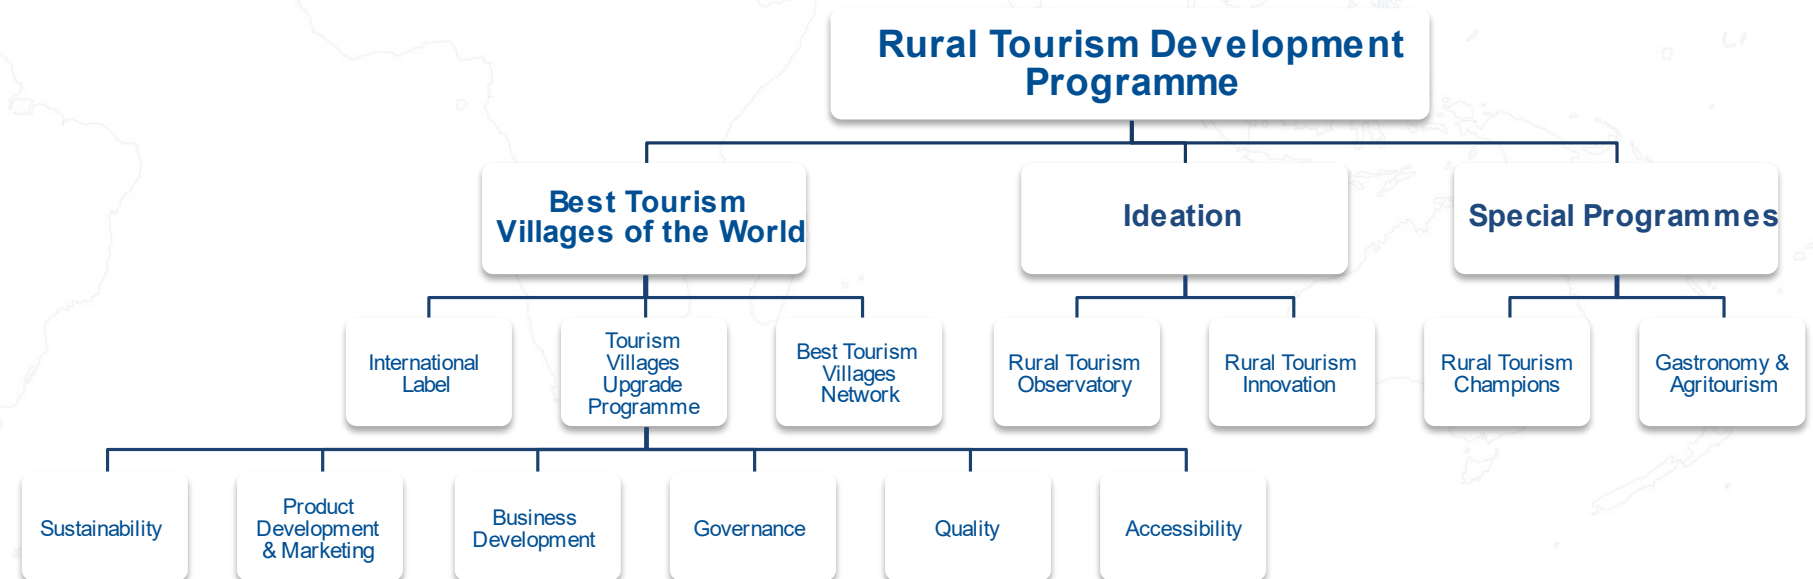 Rural Tourism Development
Programme
Best Tourism
Villages of the World
Ideation
Special Programmes
International
Label
Tourism
Villages
Upgrade
Programme
Best Tourism
Villages
Network
Rural Tourism
Observatory
Rural Tourism
Innovation
Rural Tourism
Champions
Gastronomy &
Agritourism
Sustainability
Product
Development
& Marketing
Business
Development
Governance
Quality
Accessibility